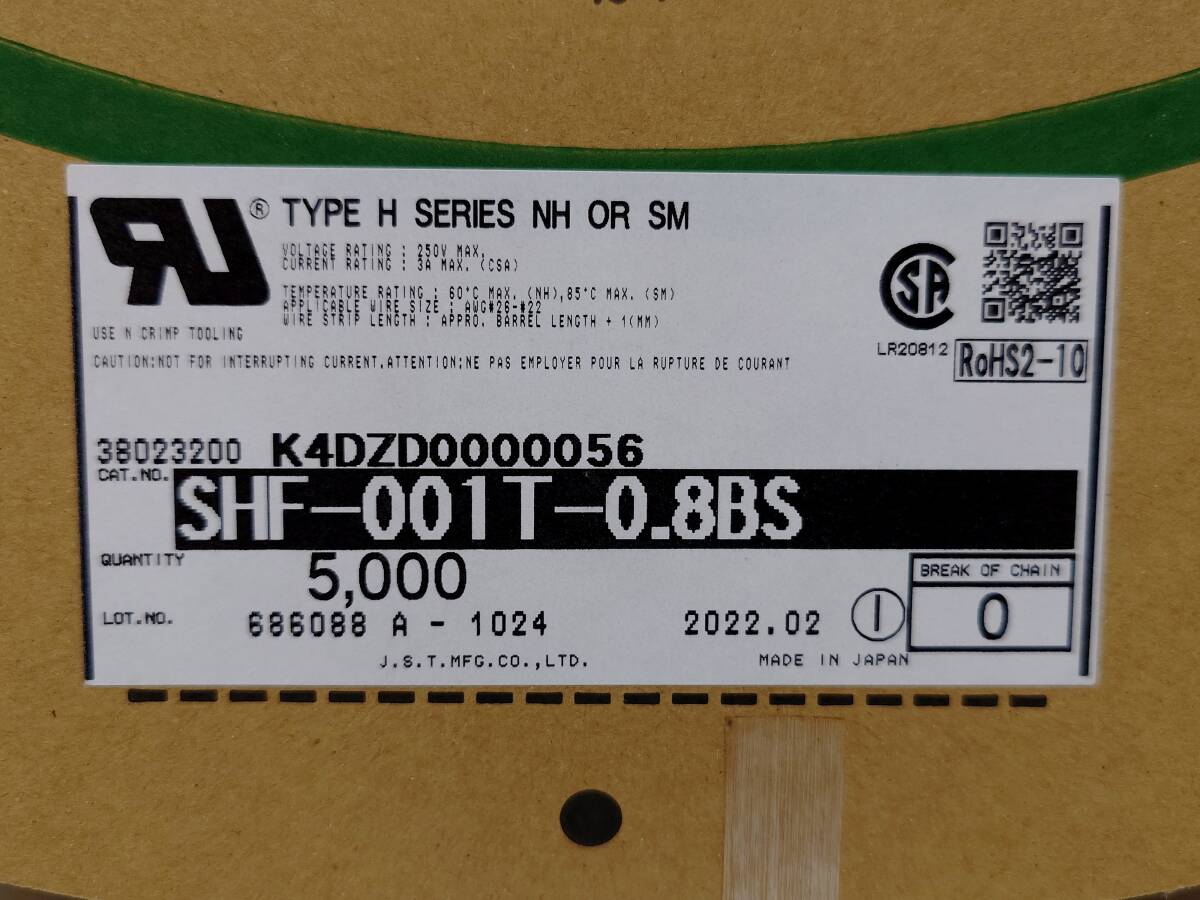 RU ® TYPE H SERIES NH OR SM
VOLTAGE RATING : 250V MAX.
CURRENT RATING : 3A MAX. (CSA)
TEMPERATURE RATING : 60°C MAX. (NH),85°C MAX. (SM)
APPLICABLE WIRE SIZE : AWG#26-#22
WIRE STRIP LENGTH : APPRO. BARREL LENGTH + 1(MM)
USE N CRIMP TOOLING
CAUTION:NOT FOR INTERRUPTING CURRENT.ATTENTION:NE PAS EMPLOYER POUR LA RUPTURE DE COURANT
SA
LR20812 RoHS2-10
38023200 K4DZD0000056
CAT.NO. SHF-001T-0.8BS
QUANTITY 5,000
BREAK OF CHAIN
0
LOT.NO. 686088 A - 1024 2022.02 1
J.S.T.MFG.CO.,LTD. MADE IN JAPAN